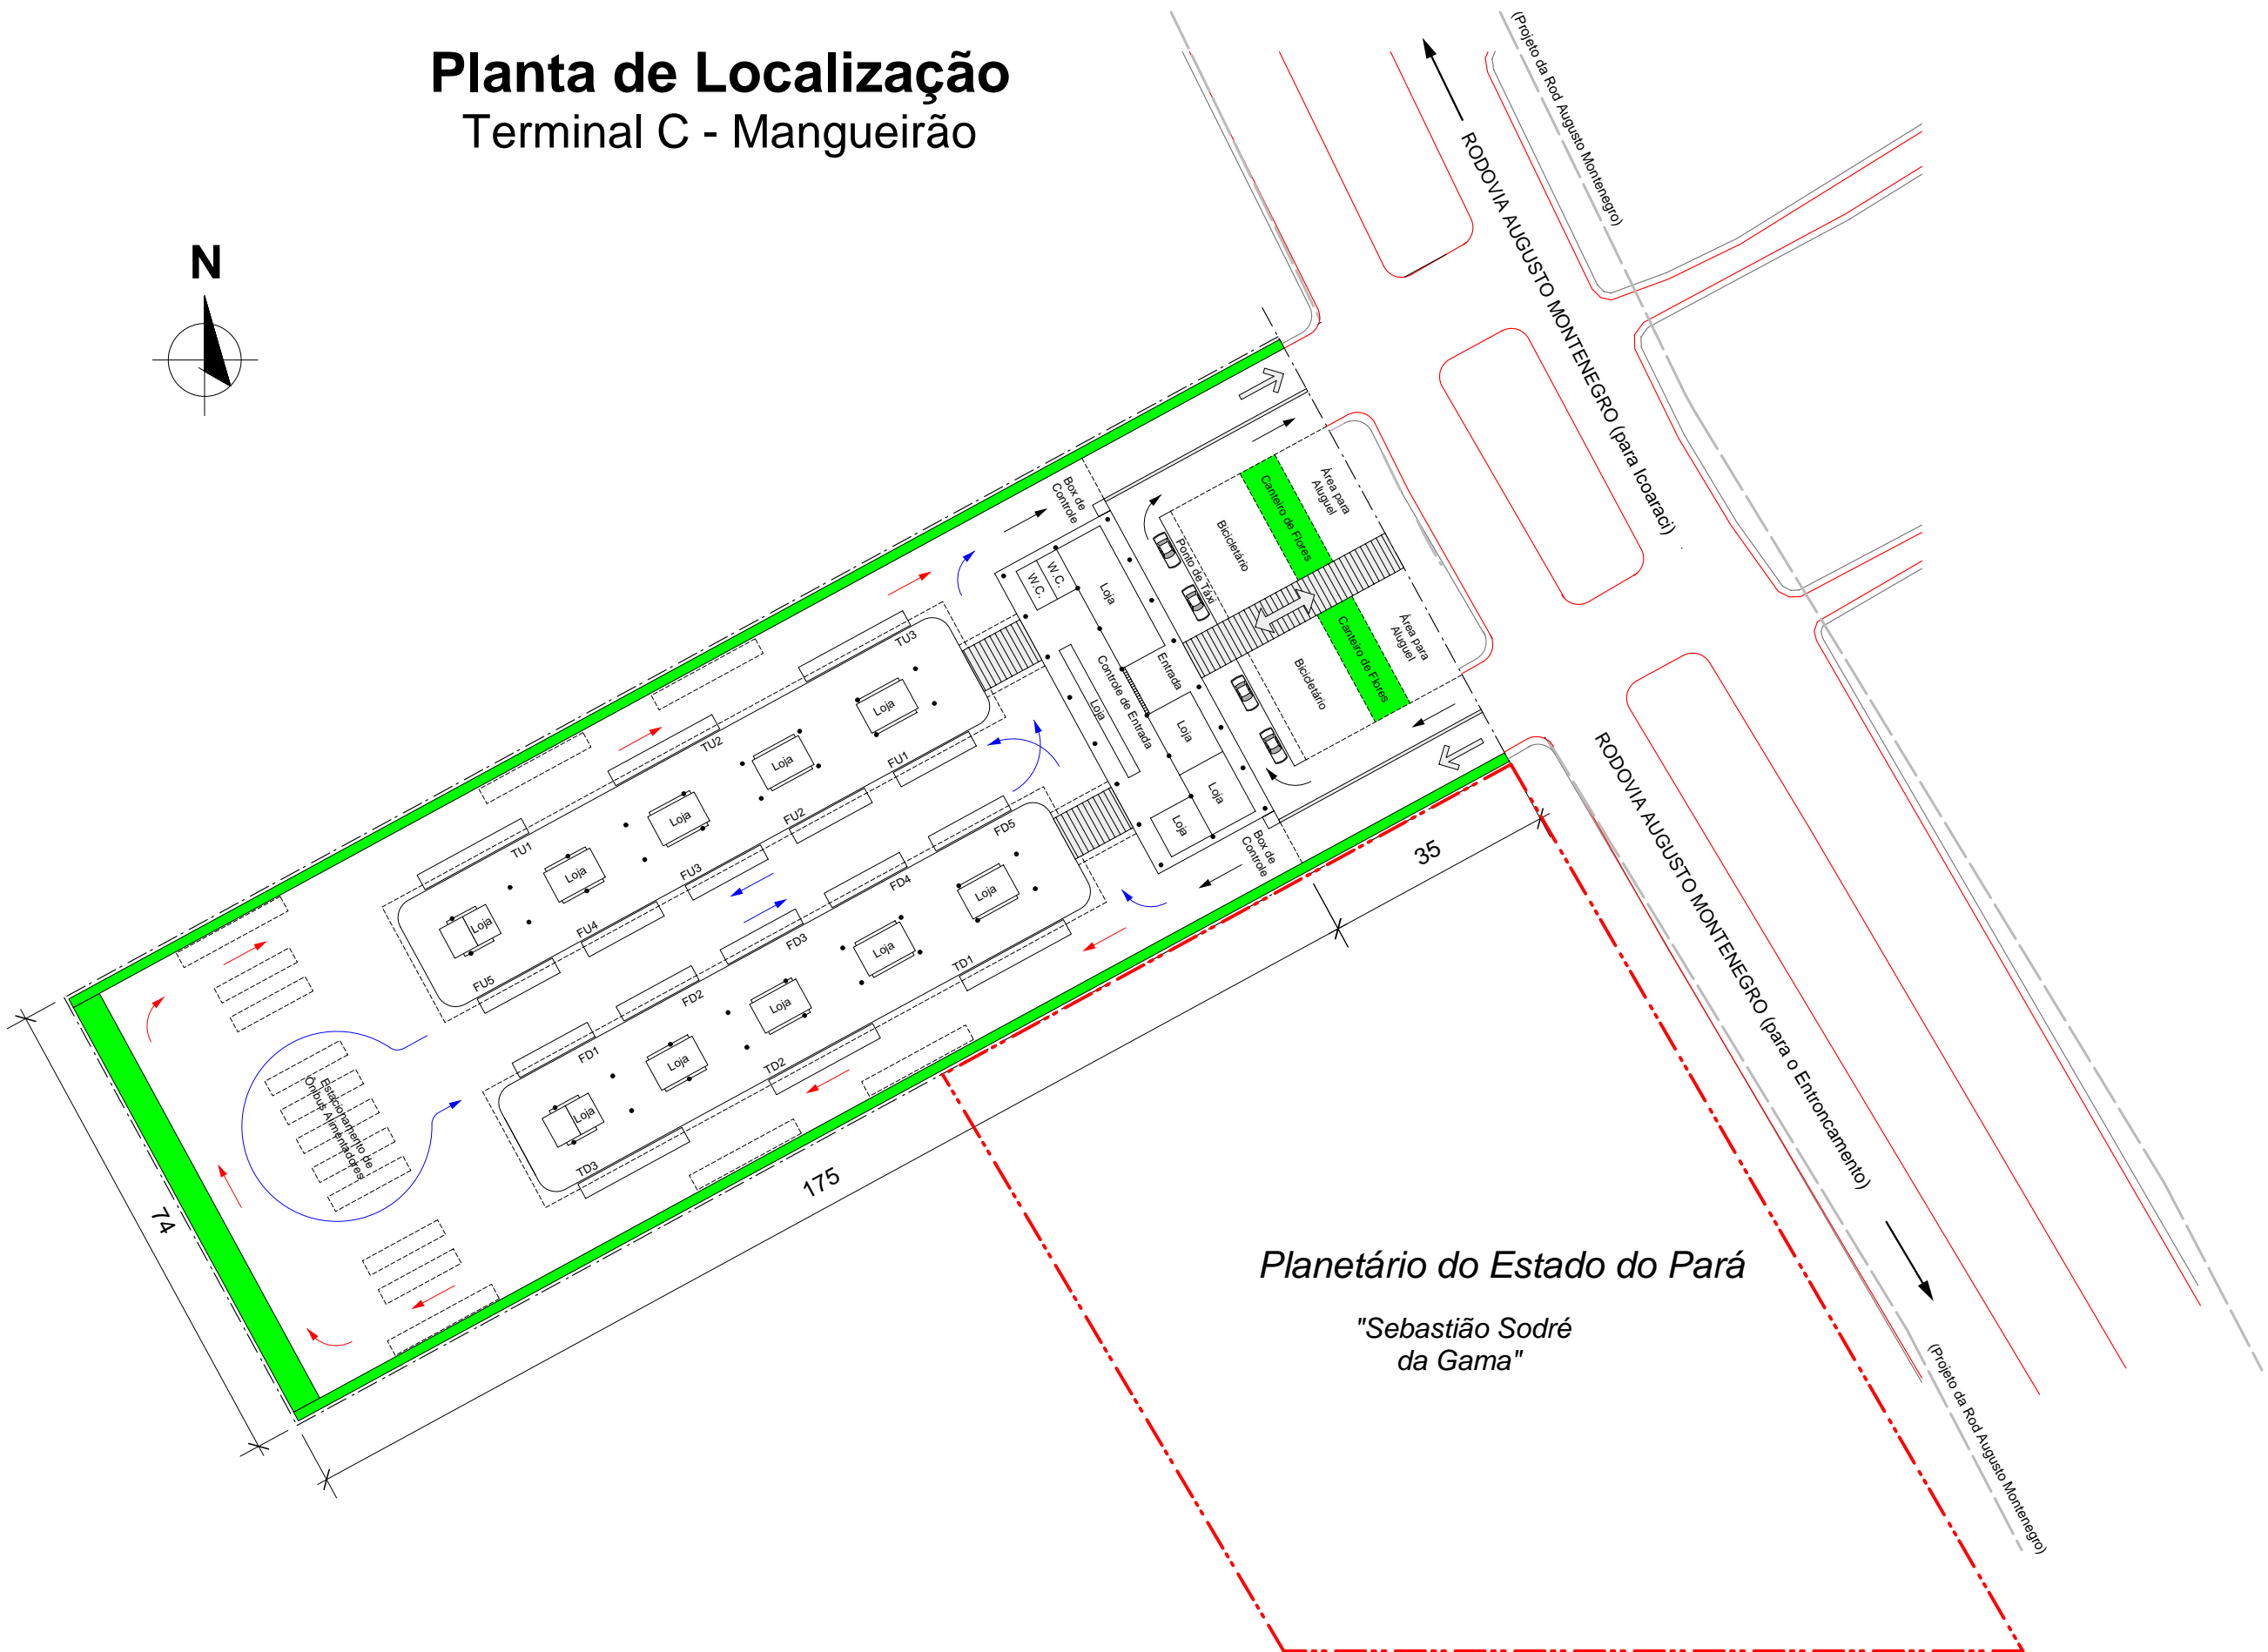 Planta de Localização
Terminal C - Mangueirão
N
(Projeto da Rod Augusto Montenegro)
RODOVIA AUGUSTO MONTENEGRO (para Icoaraci)
Box de
Controle
Ponto de Táxi
Bicicletário
Canteiro de Flores
Área para
Aluguel
W.C.
W.C.
Loja
Entrada
Controle de Entrada
Loja
Loja
Loja
Loja
Bicicletário
Canteiro de Flores
Área para
Aluguel
Box de
Controle
TU3
TU2
TU1
Loja
Loja
Loja
Loja
Loja
FU1
FU2
FU3
FU4
FU5
FD5
FD4
FD3
FD2
FD1
Loja
Loja
Loja
Loja
Loja
TD1
TD2
TD3
Estacionamento de
Ônibus Alimentadores
35
175
74
RODOVIA AUGUSTO MONTENEGRO (para o Entroncamento)
(Projeto da Rod Augusto Montenegro)
Planetário do Estado do Pará
"Sebastião Sodré
da Gama"